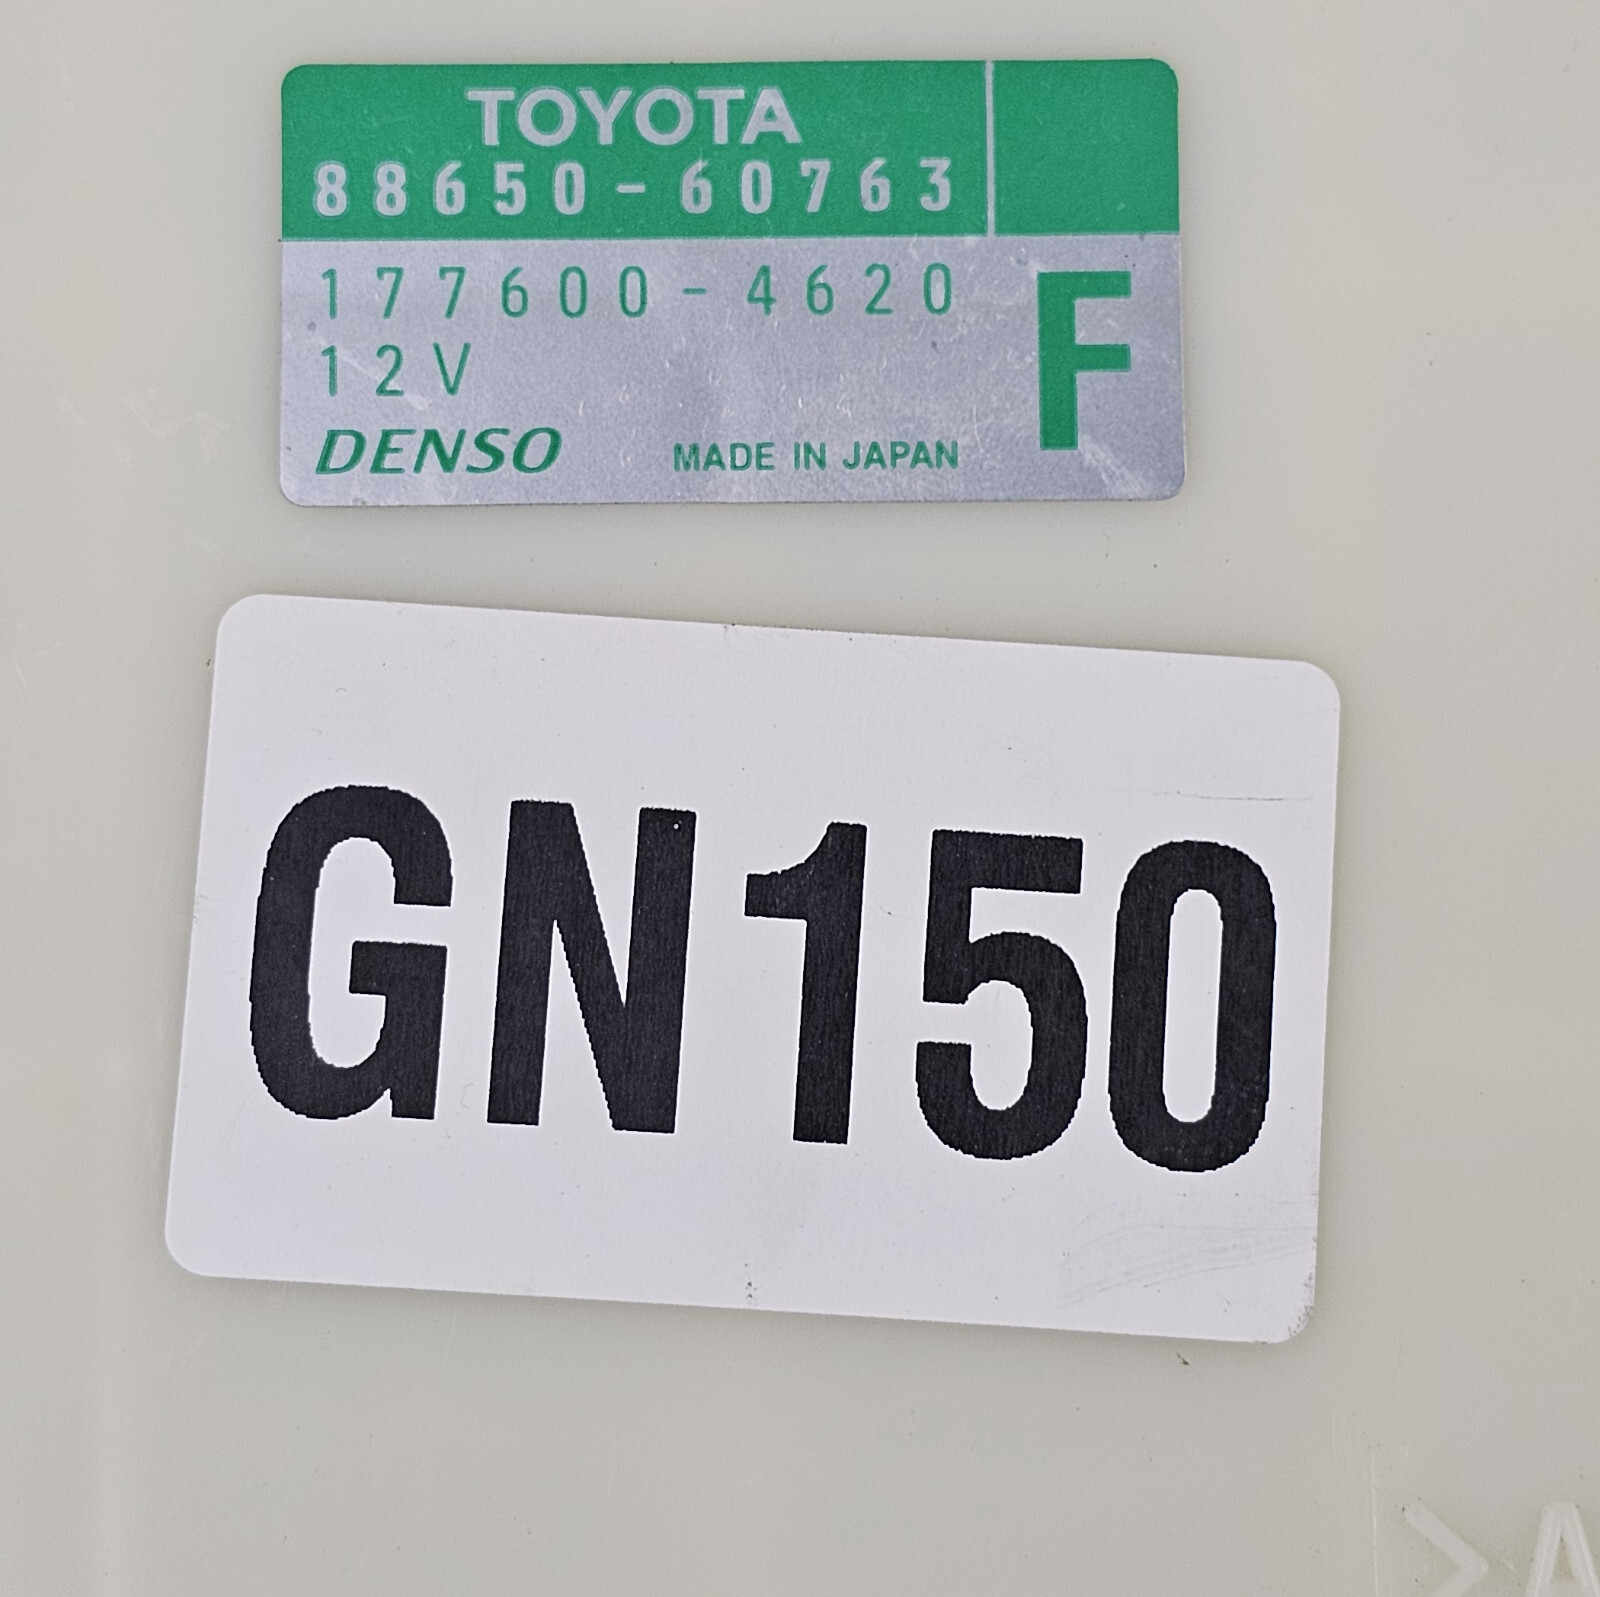 TOYOTA
88650-60763
177600-4620
12V
F
DENSO MADE IN JAPAN
GN150
>A